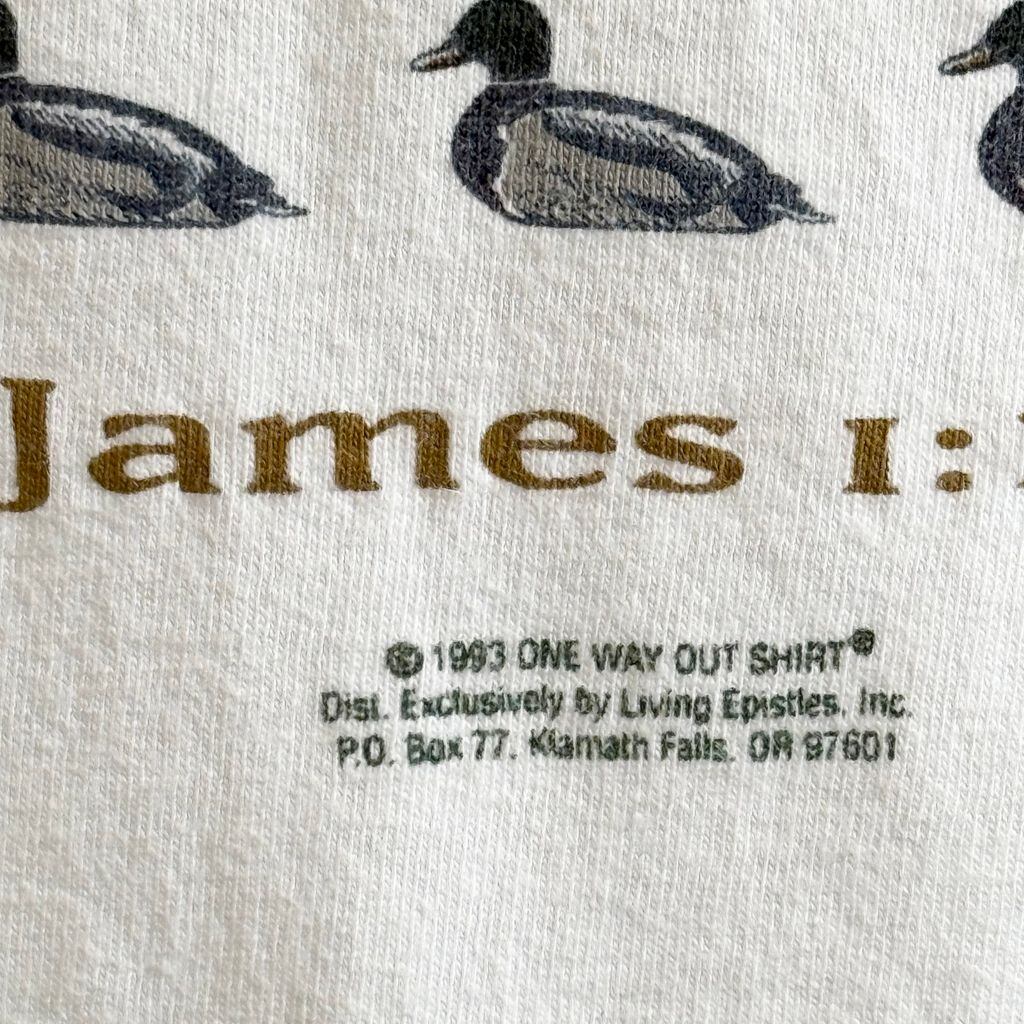 James 1:
© 1993 ONE WAY OUT SHIRT®
Dist. Exclusively by Living Epistles, Inc.
P.O. Box 77, Klamath Falls, OR 97601